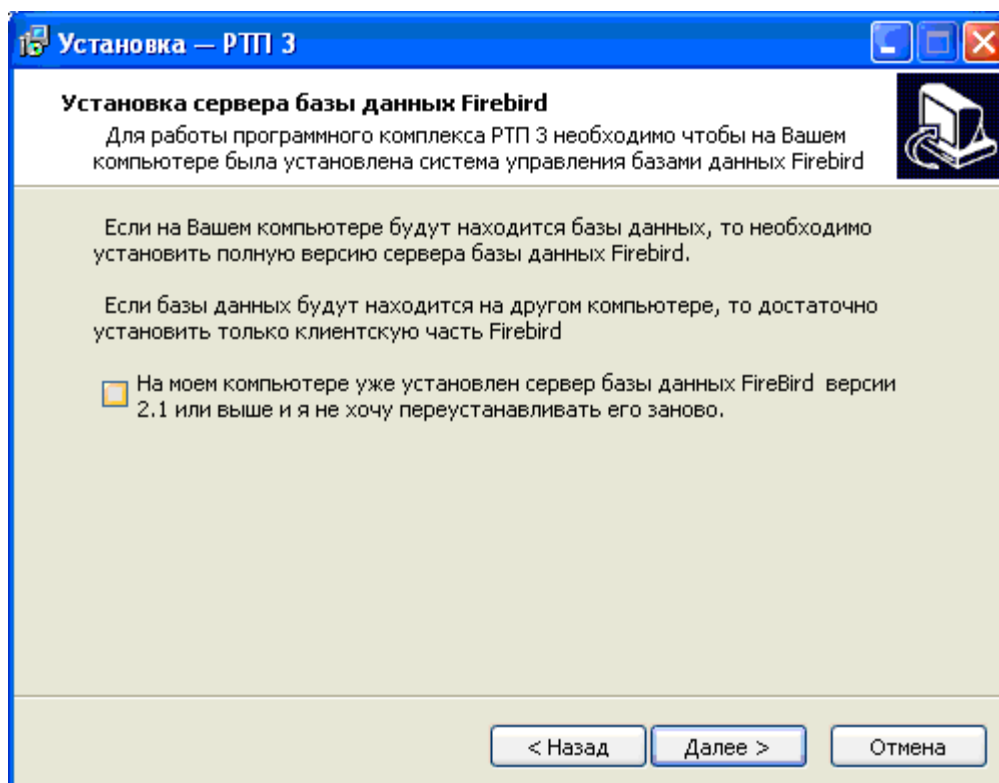 Установка — РТП 3
Установка сервера базы данных Firebird
Для работы программного комплекса РТП 3 необходимо чтобы на Вашем
компьютере была установлена система управления базами данных Firebird
Если на Вашем компьютере будут находится базы данных, то необходимо
установить полную версию сервера базы данных Firebird.
Если базы данных будут находится на другом компьютере, то достаточно
установить только клиентскую часть Firebird
На моем компьютере уже установлен сервер базы данных FireBird  версии
2.1 или выше и я не хочу переустанавливать его заново.
< Назад Далее > Отмена